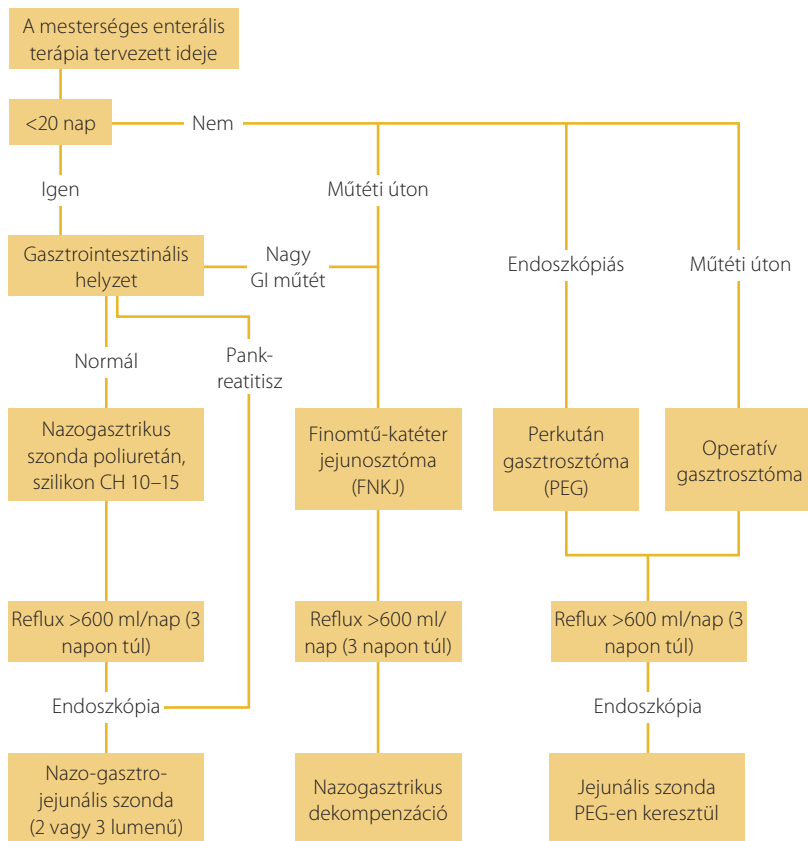 A mesterséges enterális
terápia tervezett ideje
<20 nap
Nem
Igen
Műtéti úton
Gasztrointesztinális
helyzet
Nagy
GI műtét
Endoszkópiás
Műtéti úton
Normál
Pank-
reatitisz
Nazogasztrikus
szonda poliuretán,
szilikon CH 10–15
Finomtű-katéter
jejunosztóma
(FNKJ)
Perkután
gasztrosztóma
(PEG)
Operatív
gasztrosztóma
Reflux >600 ml/nap (3
napon túl)
Reflux >600 ml/
nap (3 napon túl)
Reflux >600 ml/nap (3
napon túl)
Endoszkópia
Endoszkópia
Nazo-gasztro-
jejunális szonda
(2 vagy 3 lumenű)
Nazogasztrikus
dekompenzáció
Jejunális szonda
PEG-en keresztül